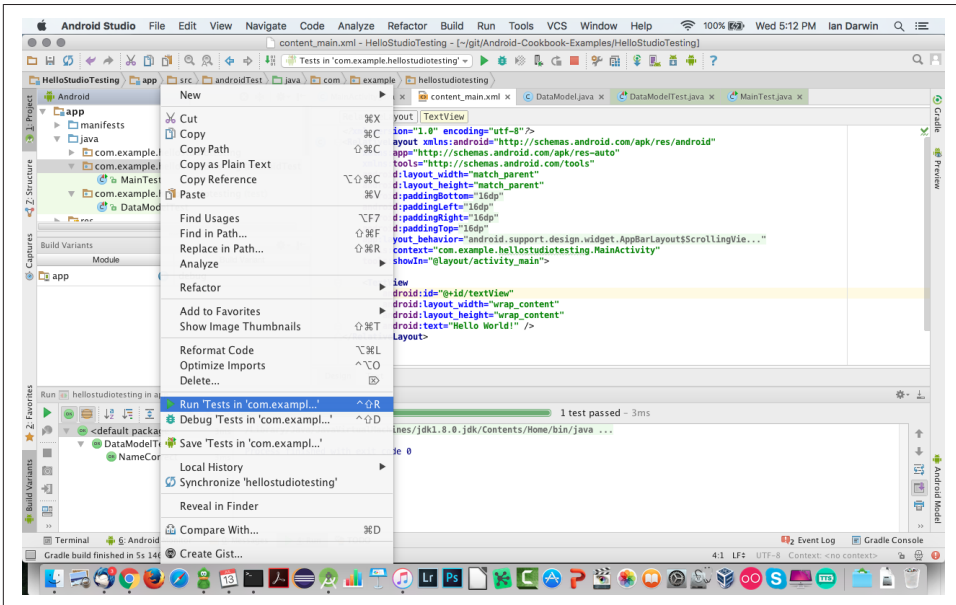 Android Studio File Edit View Navigate Code Analyze Refactor Build Run Tools VCS Window Help 100% Wed 5:12 PM Ian Darwin
content_main.xml - HelloStudioTesting - [~/git/Android-Cookbook-Examples/HelloStudioTesting]
Tests in 'com.example.hellostudiotesting'
HelloStudioTesting app src androidTest java com example hellostudiotesting
Android
content_main.xml DataModel.java DataModelTest.java MainTest.java
app
manifests
java
com.example.h
com.example.
MainTest
com.example.h
DataMod
res
Build Variants
Module
app
1: Project
Z: Structure
Captures
2: Favorites
Build Variants
New
Cut ⌘X
Copy ⌘C
Copy Path ⇧⌘C
Copy as Plain Text
Copy Reference ⌥⇧⌘C
Paste ⌘V
Find Usages ⌥F7
Find in Path... ⇧⌘F
Replace in Path... ⇧⌘R
Analyze
Refactor
Add to Favorites
Show Image Thumbnails ⇧⌘T
Reformat Code ⌥⌘L
Optimize Imports ^⌥O
Delete... ⌦
Run 'Tests in 'com.exampl...' ^⇧R
Debug 'Tests in 'com.exampl...' ^⇧D
Save 'Tests in 'com.exampl...'
Local History
Synchronize 'hellostudiotesting'
Reveal in Finder
Compare With... ⌘D
Create Gist...
yout TextView
ion="1.0" encoding="utf-8"?>
ayout xmlns:android="http://schemas.android.com/apk/res/android"
app="http://schemas.android.com/apk/res-auto"
tools="http://schemas.android.com/tools"
d:layout_width="match_parent"
d:layout_height="match_parent"
d:paddingBottom="16dp"
d:paddingLeft="16dp"
d:paddingRight="16dp"
d:paddingTop="16dp"
yout_behavior="android.support.design.widget.AppBarLayout$ScrollingVie..."
context="com.example.hellostudiotesting.MainActivity"
showIn="@layout/activity_main">
iew
droid:id="@+id/textView"
droid:layout_width="wrap_content"
droid:layout_height="wrap_content"
droid:text="Hello World!" />
Layout>
Gradle
Preview
Android Model
Run hellostudiotesting in a
1 test passed – 3ms
<default packag
DataModelTe
NameCor
ines/jdk1.8.0.jdk/Contents/Home/bin/java ...
de 0
Terminal 6: Android
2 Event Log Gradle Console
Gradle build finished in 5s 146
4:1 LF UTF-8 Context: <no context>
Lr Ps